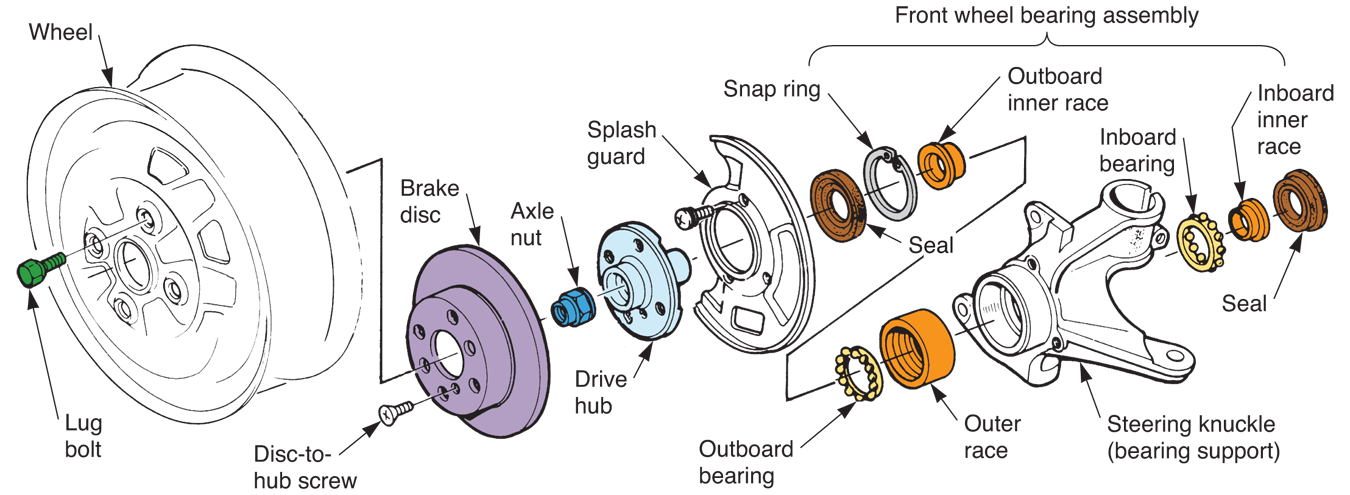 Front wheel bearing assembly
Wheel
Snap ring
Outboard
inner race
Inboard
inner
race
Splash
guard
Inboard
bearing
Brake
disc
Axle
nut
Seal
Seal
Drive
hub
Lug
bolt
Disc-to-
hub screw
Outboard
bearing
Outer
race
Steering knuckle
(bearing support)